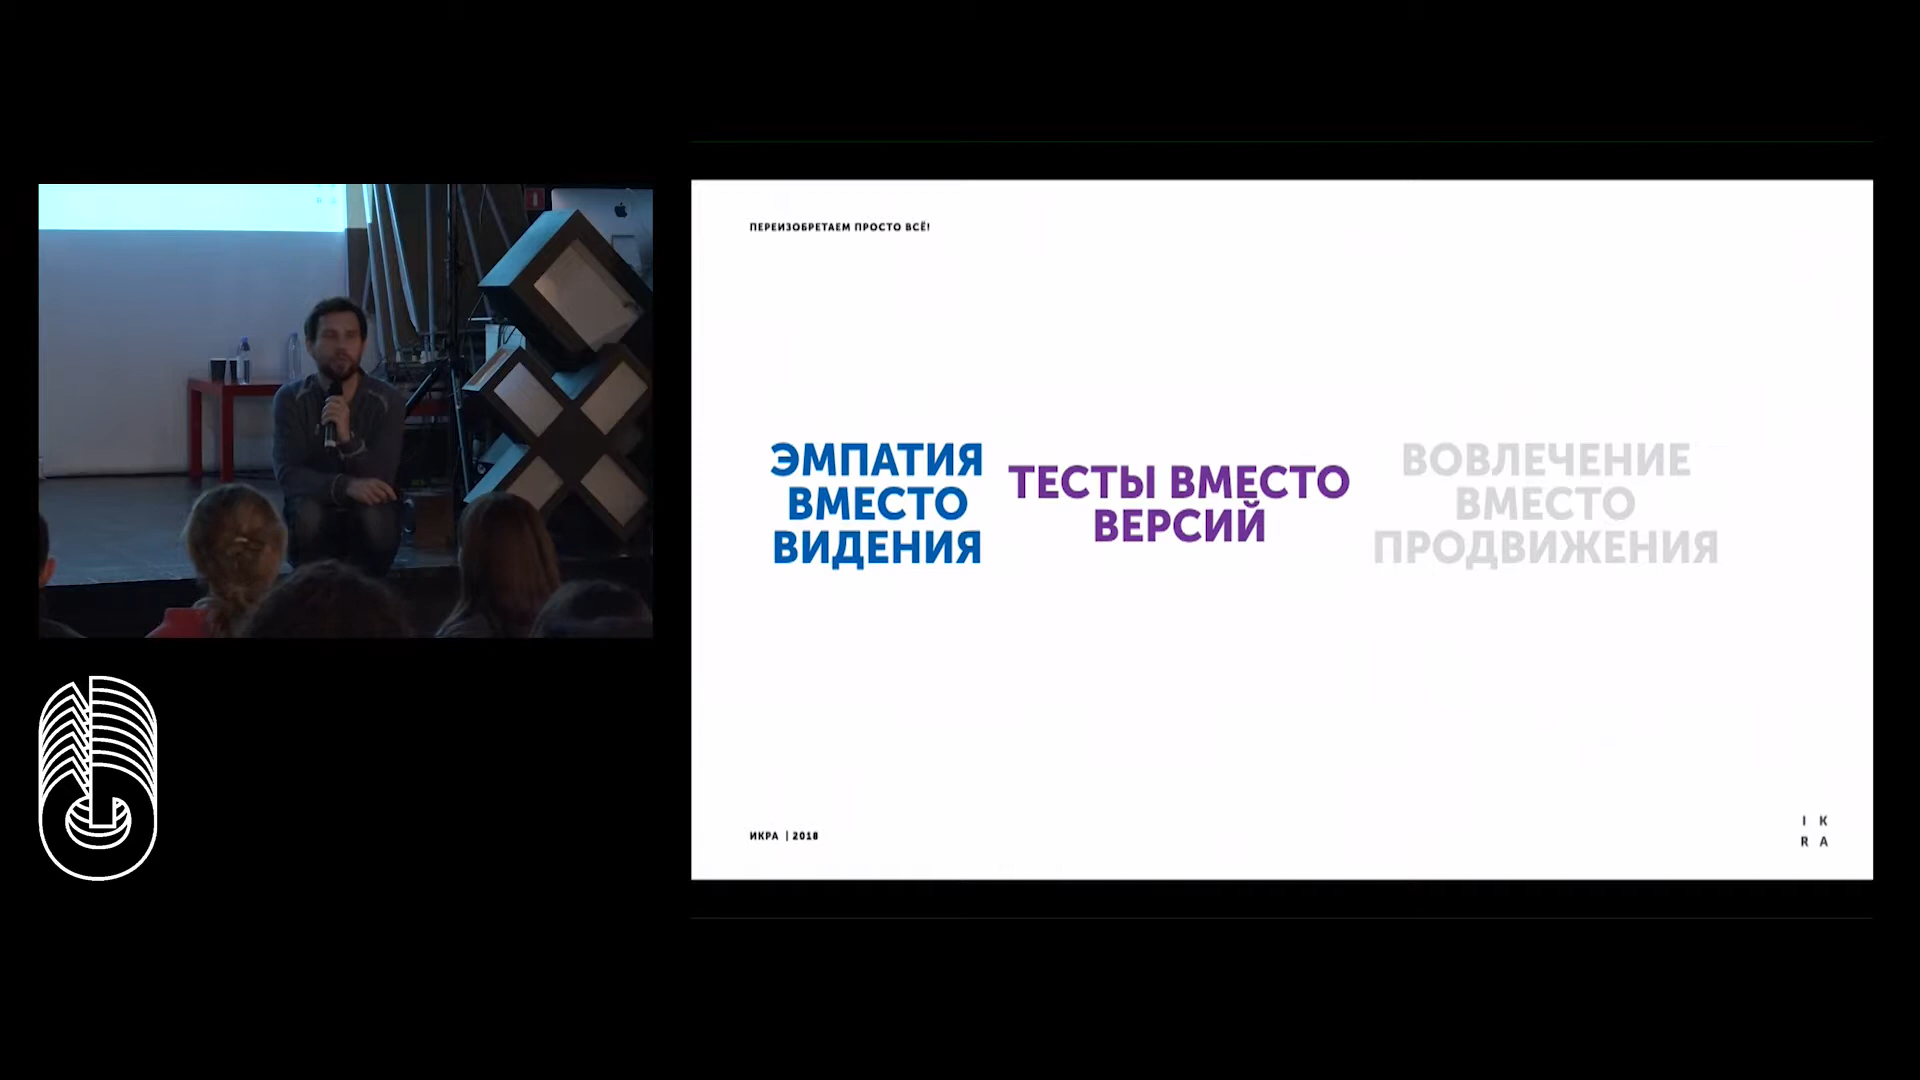 ПЕРЕИЗОБРЕТАЕМ ПРОСТО ВСЁ!
ЭМПАТИЯ
ВМЕСТО
ВИДЕНИЯ
ТЕСТЫ ВМЕСТО
ВЕРСИЙ
ВОВЛЕЧЕНИЕ
ВМЕСТО
ПРОДВИЖЕНИЯ
ИКРА | 2018
I K
R A